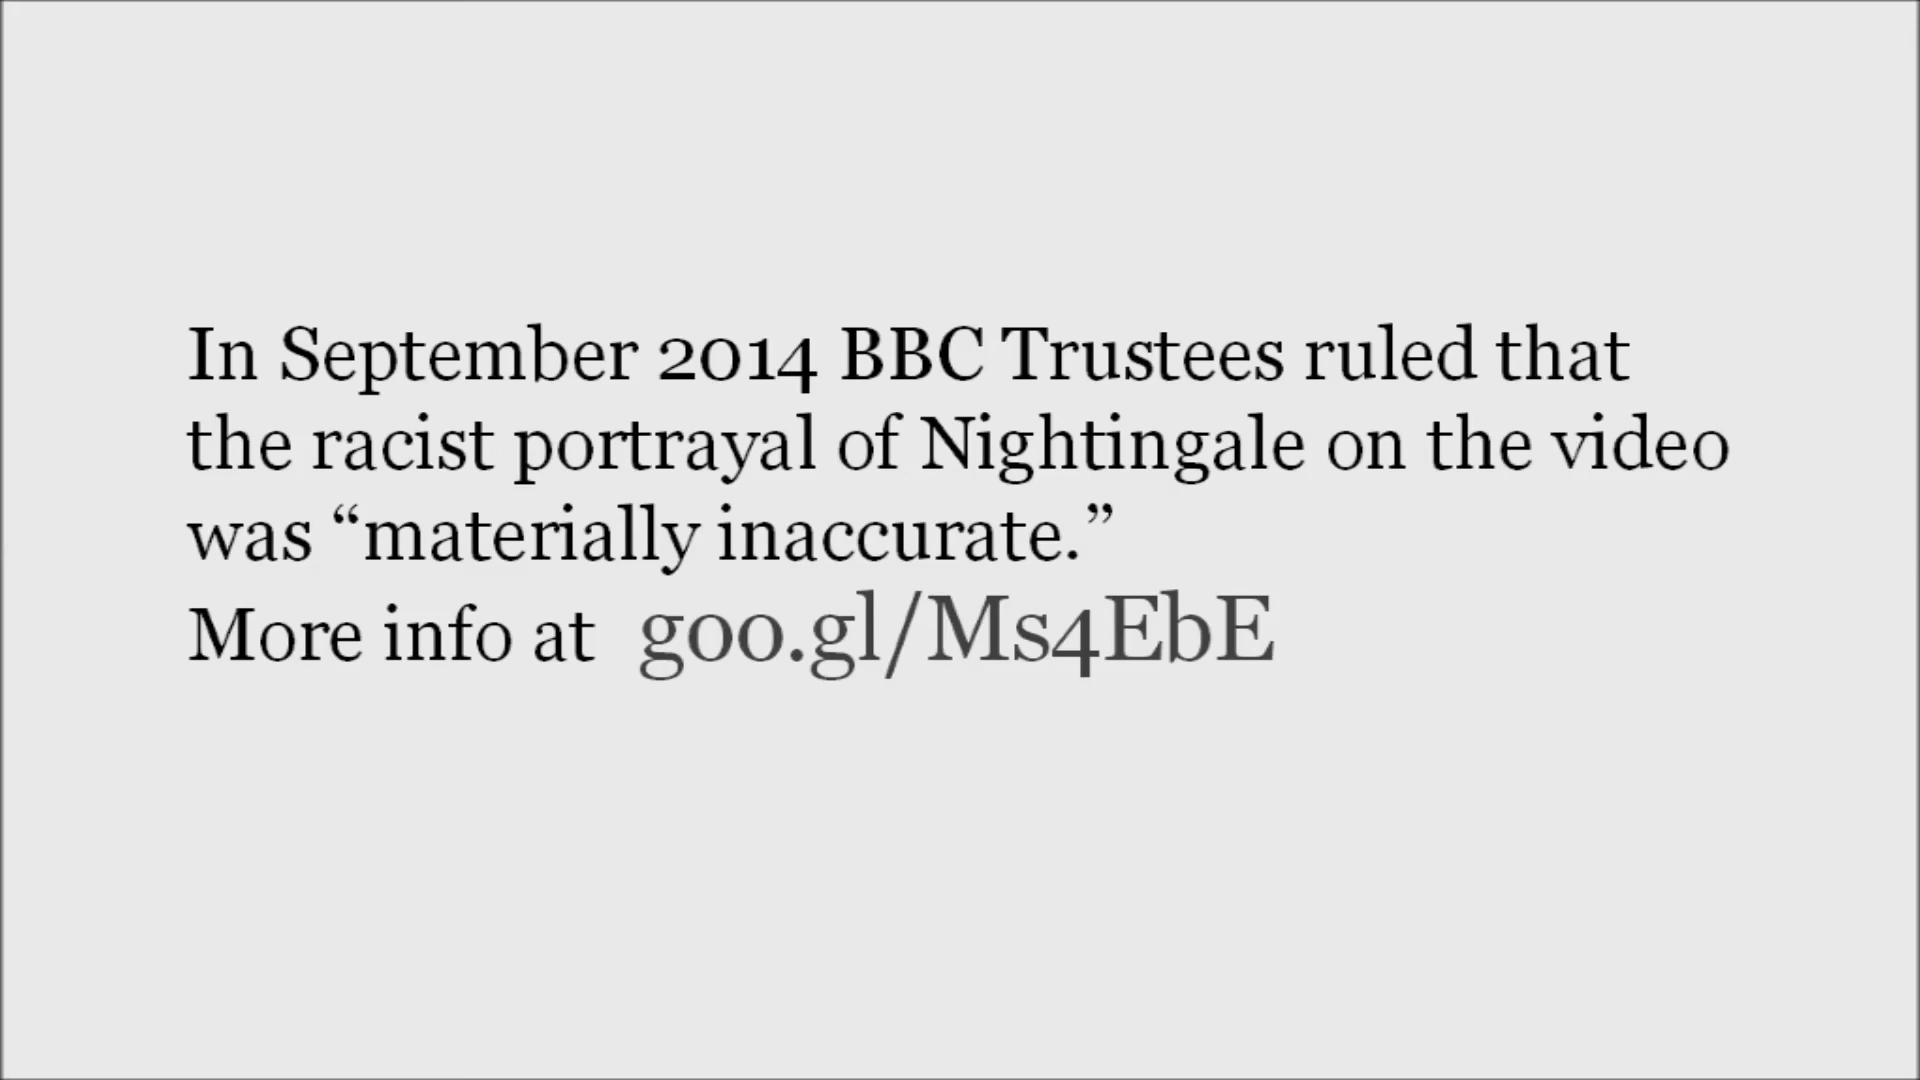 In September 2014 BBC Trustees ruled that
the racist portrayal of Nightingale on the video
was “materially inaccurate.”
More info at goo.gl/Ms4EbE